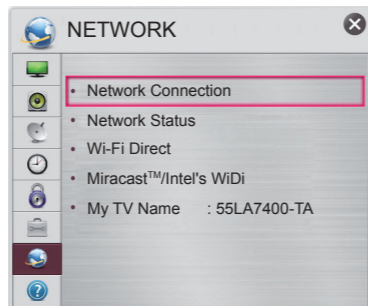 NETWORK
• Network Connection
• Network Status
• Wi-Fi Direct
• Miracast™/Intel's WiDi
• My TV Name : 55LA7400-TA